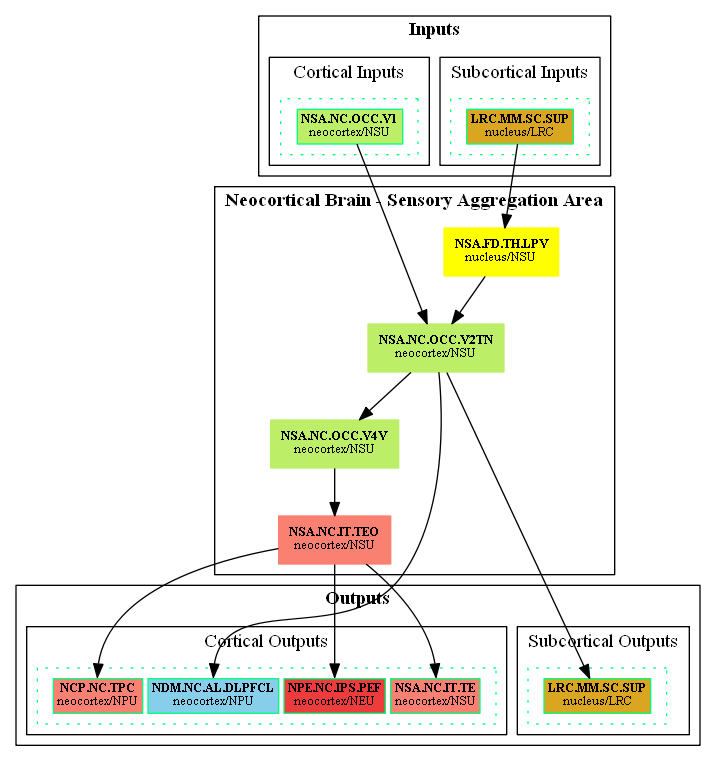 Inputs
Cortical Inputs
Subcortical Inputs
NSA.NC.OCC.VI
neocortex/NSU
LRC.MM.SC.SUP
nucleus/LRC
Neocortical Brain - Sensory Aggregation Area
NSA.FD.TH.LPV
nucleus/NSU
NSA.NC.OCC.V2TN
neocortex/NSU
NSA.NC.OCC.V4V
neocortex/NSU
NSA.NC.IT.TEO
neocortex/NSU
Outputs
Cortical Outputs
Subcortical Outputs
NCP.NC.TPC
neocortex/NPU
NDM.NC.AL.DLPFCL
neocortex/NPU
NPE.NC.IPS.PEF
neocortex/NEU
NSA.NC.IT.TE
neocortex/NSU
LRC.MM.SC.SUP
nucleus/LRC